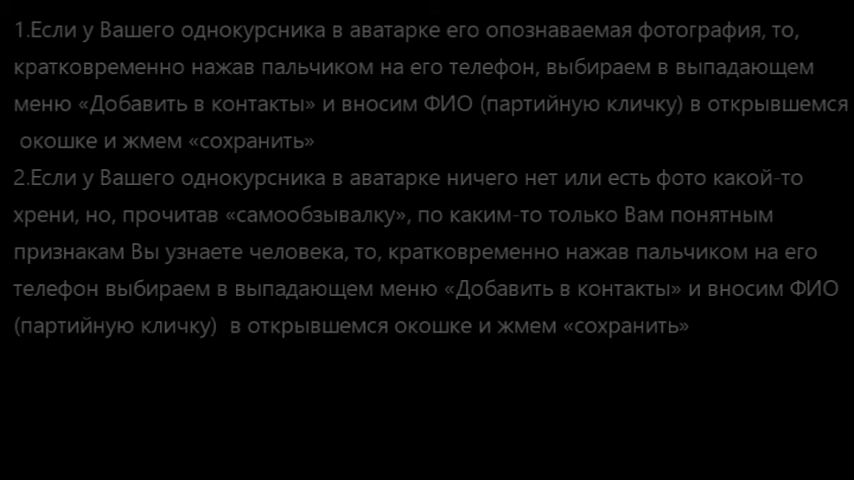 1.Если у Вашего однокурсника в аватарке его опознаваемая фотография, то,
кратковременно нажав пальчиком на его телефон, выбираем в выпадающем
меню «Добавить в контакты» и вносим ФИО (партийную кличку) в открывшемся
окошке и жмем «сохранить»
2.Если у Вашего однокурсника в аватарке ничего нет или есть фото какой-то
хрени, но, прочитав «самообзывалку», по каким-то только Вам понятным
признакам Вы узнаете человека, то, кратковременно нажав пальчиком на его
телефон выбираем в выпадающем меню «Добавить в контакты» и вносим ФИО
(партийную кличку)  в открывшемся окошке и жмем «сохранить»